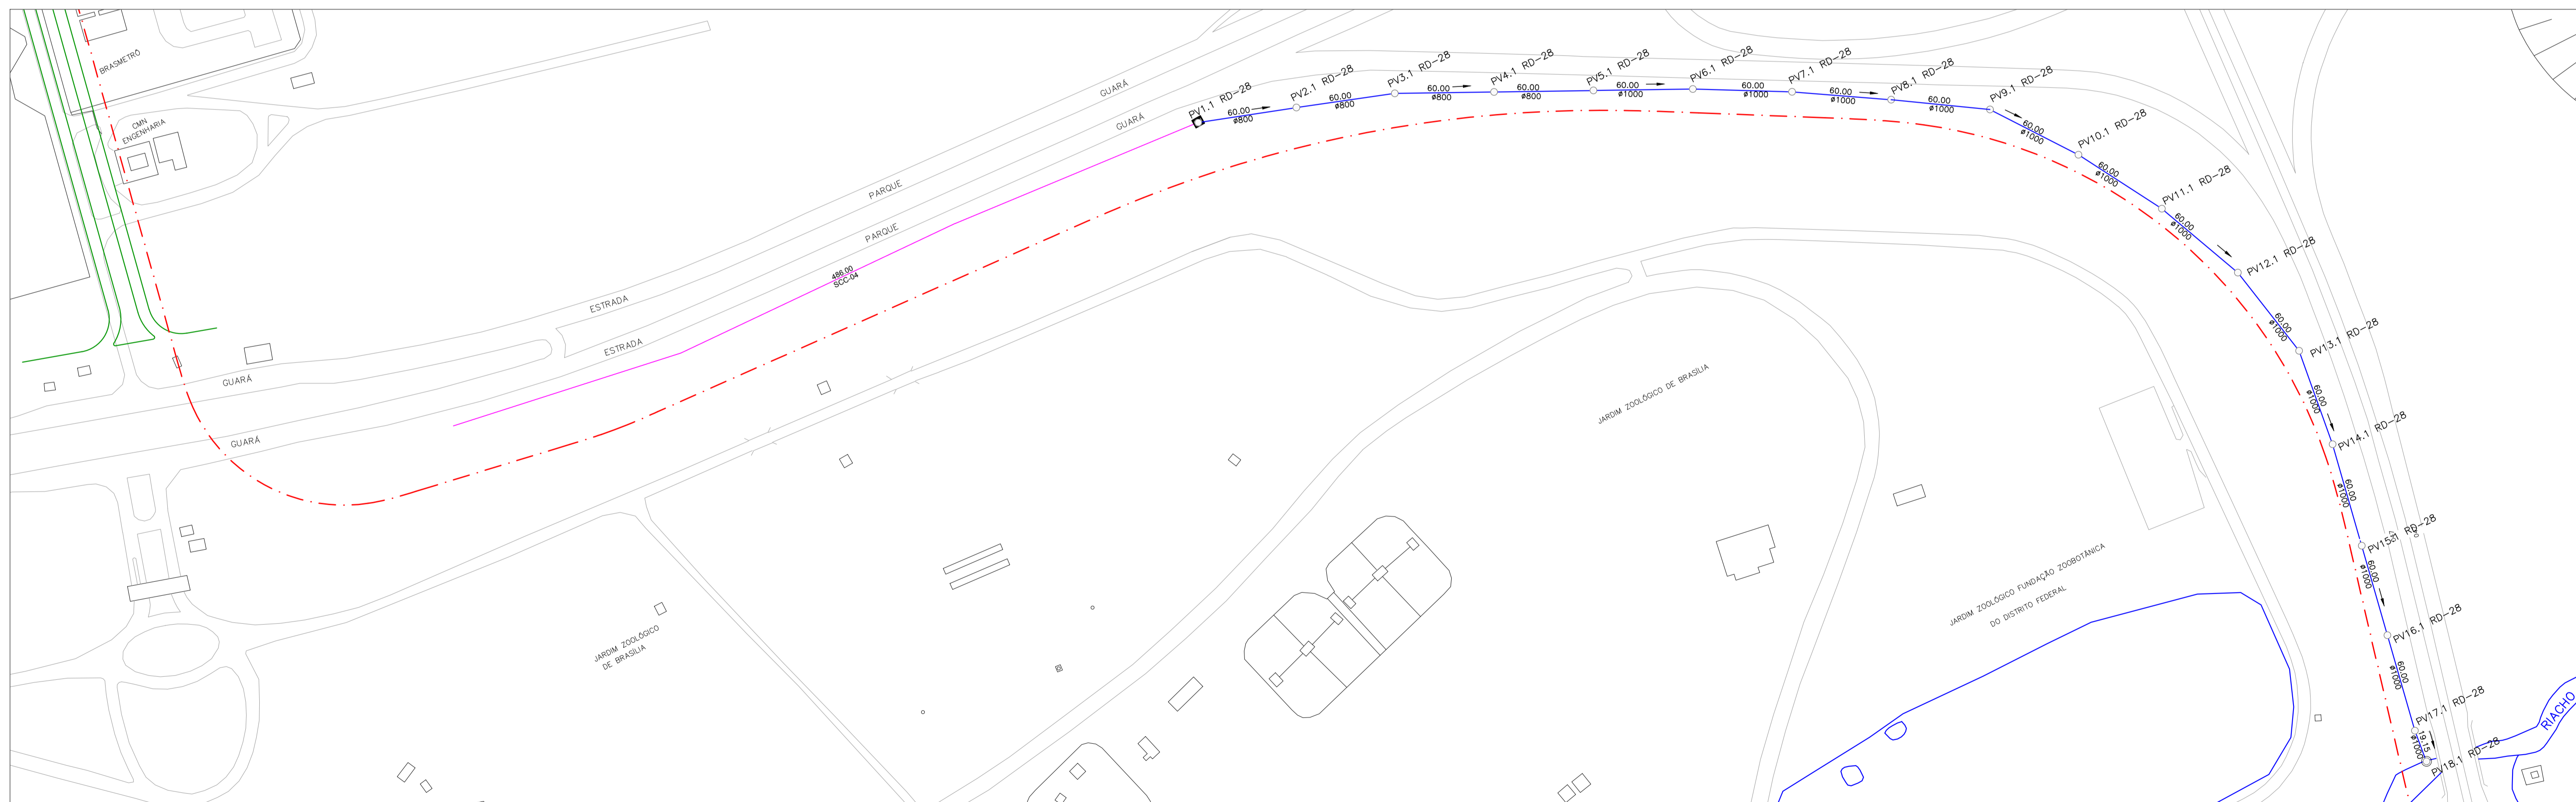 BRASMETRÔ
CMN
ENGENHARIA
GUARÁ
GUARÁ
PARQUE
PARQUE
ESTRADA
ESTRADA
GUARÁ
GUARÁ
486.00
SCC-04
PV1.1 RD-28
60.00
ø800
PV2.1 RD-28
60.00
ø800
PV3.1 RD-28
60.00
ø800
PV4.1 RD-28
60.00
ø800
PV5.1 RD-28
60.00
ø1000
PV6.1 RD-28
60.00
ø1000
PV7.1 RD-28
60.00
ø1000
PV8.1 RD-28
60.00
ø1000
PV9.1 RD-28
60.00
ø1000
PV10.1 RD-28
60.00
ø1000
PV11.1 RD-28
60.00
ø1000
PV12.1 RD-28
60.00
ø1000
PV13.1 RD-28
60.00
ø1000
PV14.1 RD-28
60.00
ø1000
PV15.1 RD-28
60.00
ø1000
PV16.1 RD-28
60.00
ø1000
PV17.1 RD-28
19.15
ø1000
PV18.1 RD-28
RIACHO
JARDIM ZOOLÓGICO DE BRASÍLIA
JARDIM ZOOLÓGICO FUNDAÇÃO ZOOBOTÂNICA
DO DISTRITO FEDERAL
JARDIM ZOOLÓGICO
DE BRASÍLIA